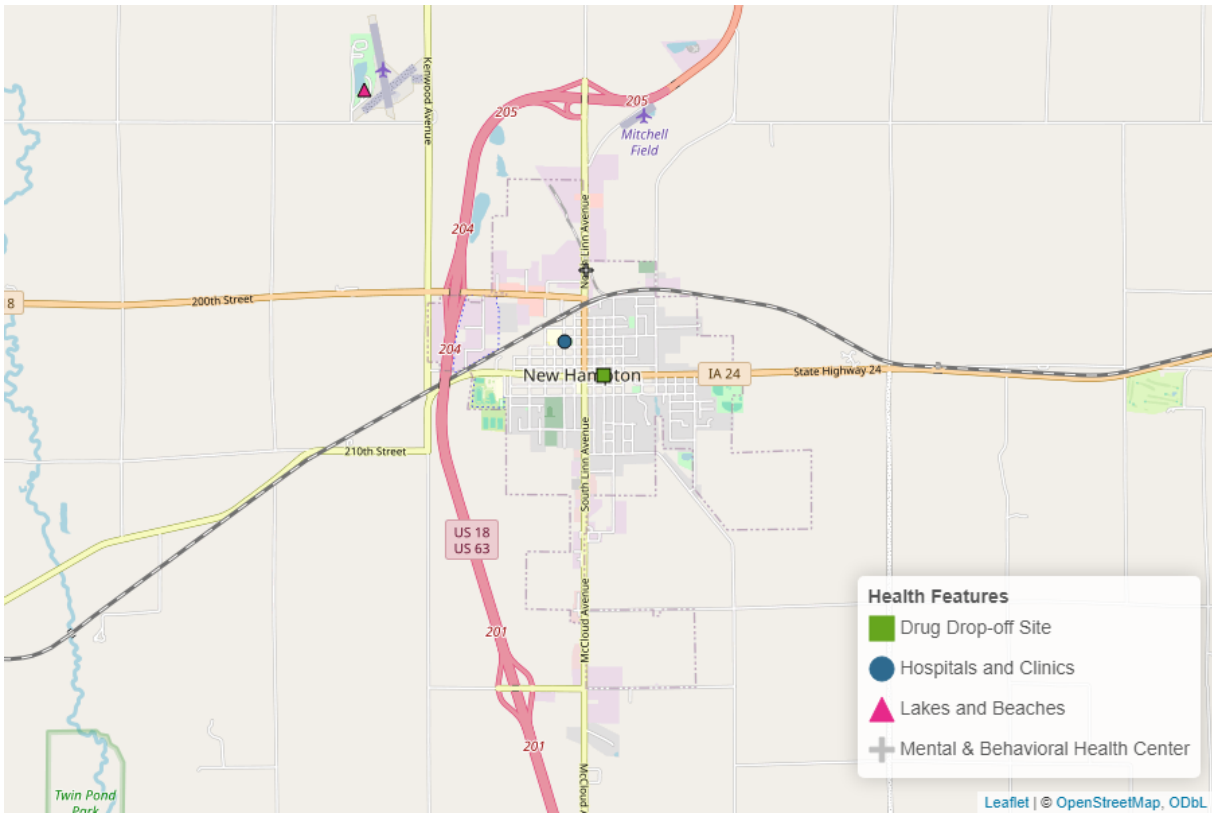 Kenwood Avenue
205
205
Mitchell
Field
204
North Linn Avenue
8
200th Street
204
New Hampton
IA 24
State Highway 24
210th Street
South Linn Avenue
US 18
US 63
McCloud Avenue
201
201
Twin Pond
Park
Health Features
Drug Drop-off Site
Hospitals and Clinics
Lakes and Beaches
Mental & Behavioral Health Center
Leaflet | © OpenStreetMap, ODbL